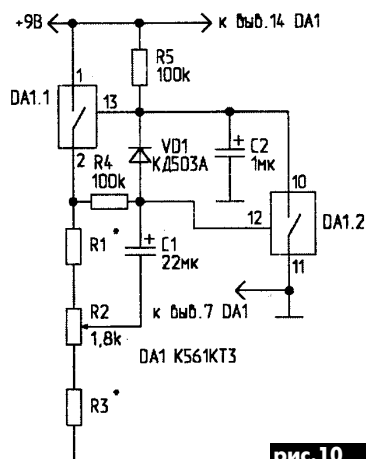 +9В
к выв.14 DA1
R5
100k
1
DA1.1
13
2
VD1
КД503А
+
C2
1мк
R4
100k
10
12
DA1.2
11
R1 *
+
C1
22мк
R2
1,8k
к выв.7 DA1
DA1 К561КТ3
R3 *
рис.10